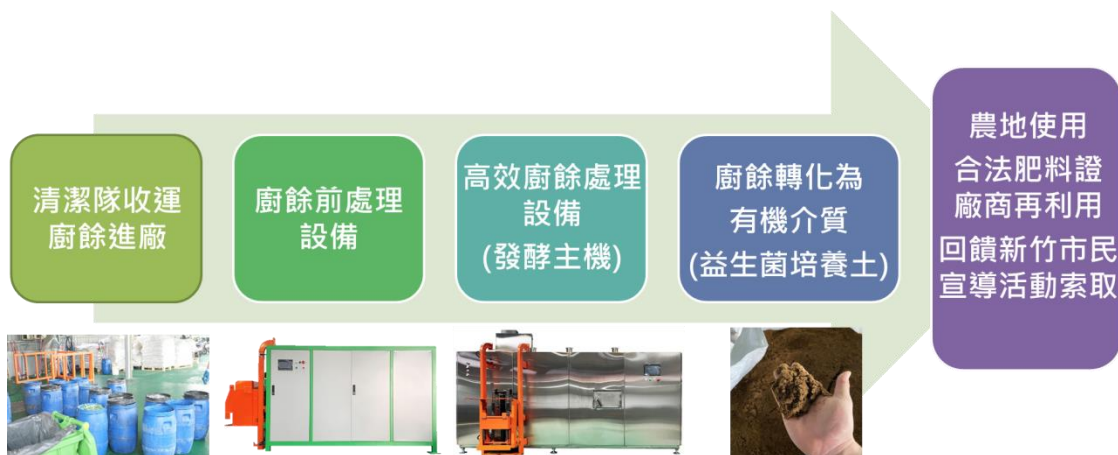 清潔隊收運
廚餘進廠
廚餘前處理
設備
高效廚餘處理
設備
(發酵主機)
廚餘轉化為
有機介質
(益生菌培養土)
農地使用
合法肥料證
廠商再利用
回饋新竹市民
宣導活動索取